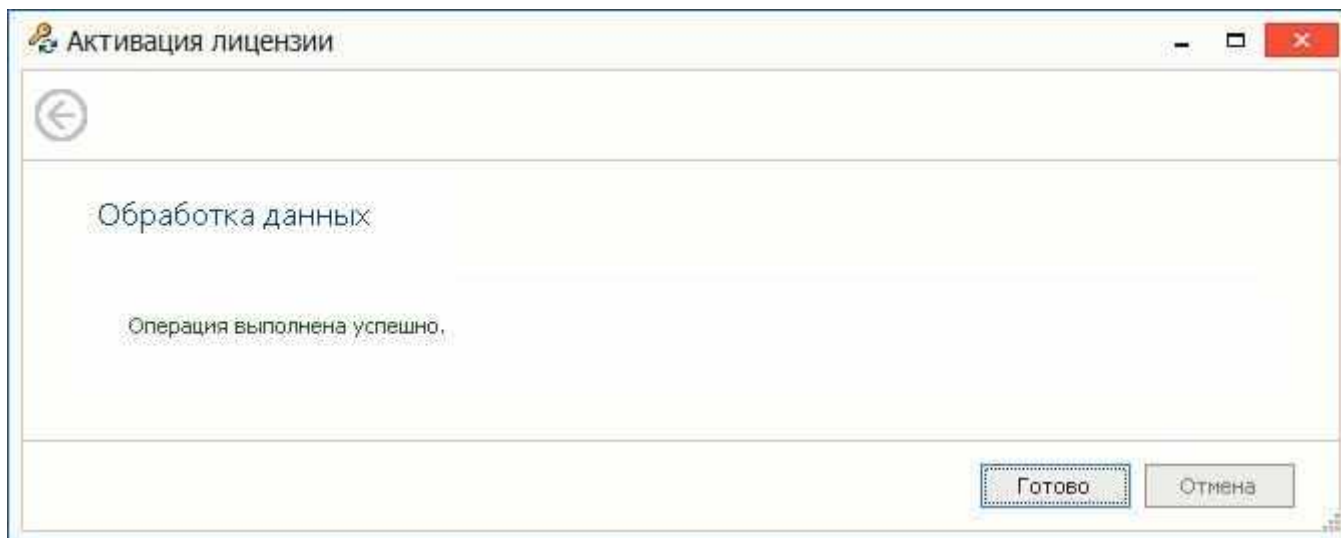 Активация лицензии
Обработка данных
Операция выполнена успешно.
Готово
Отмена